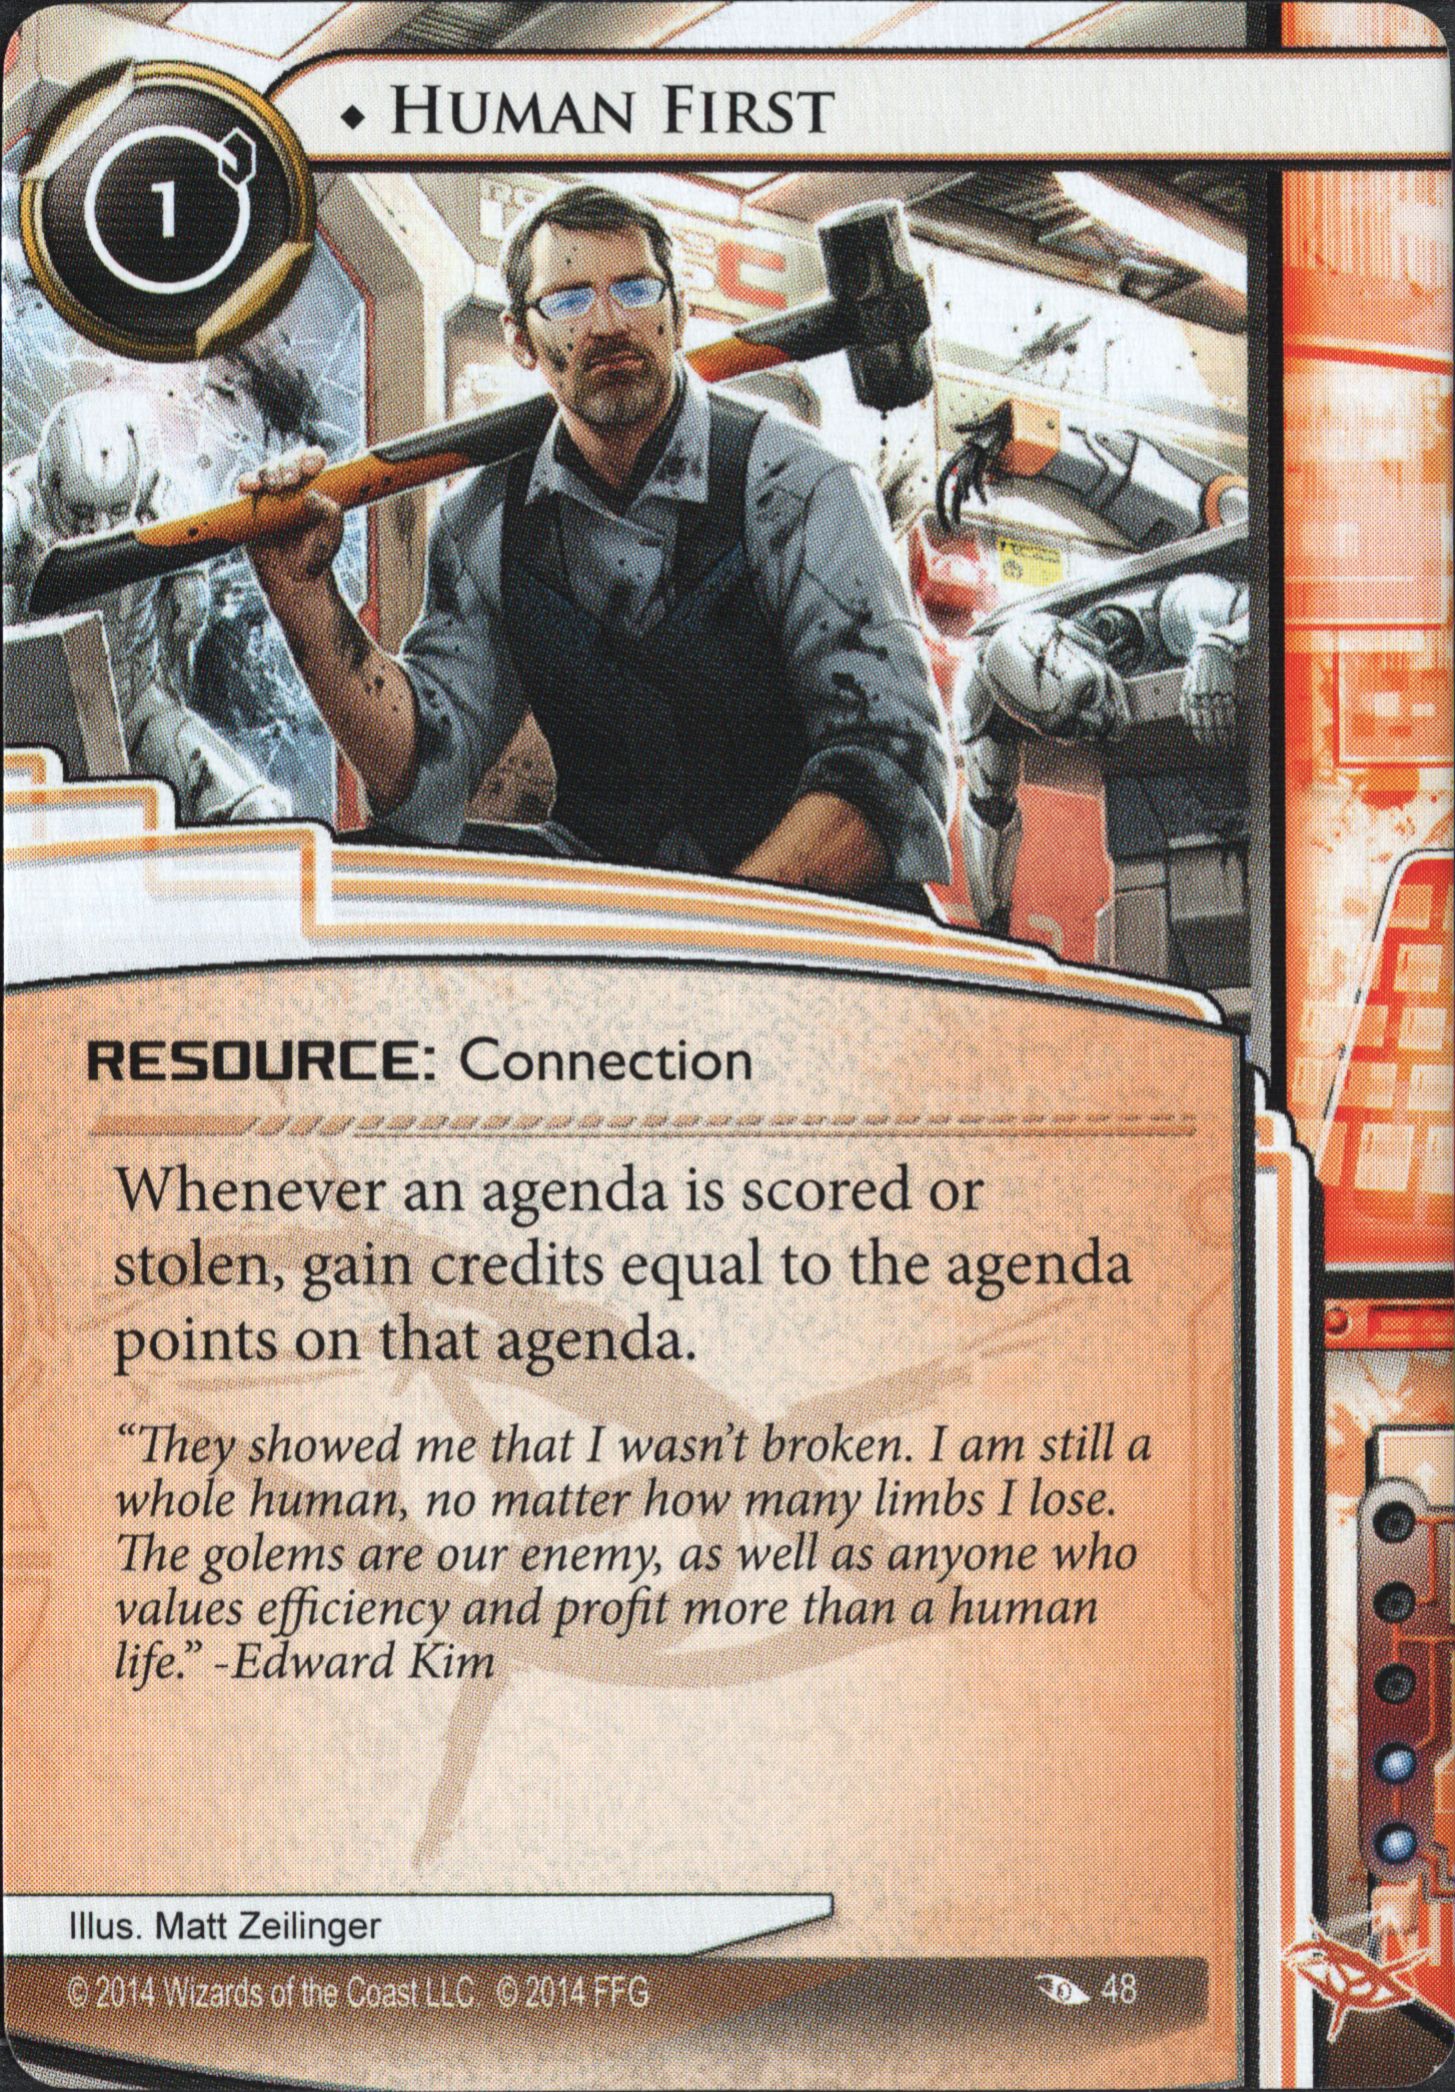 1
◆ HUMAN FIRST
RESOURCE: Connection
Whenever an agenda is scored or
stolen, gain credits equal to the agenda
points on that agenda.
“They showed me that I wasn’t broken. I am still a
whole human, no matter how many limbs I lose.
The golems are our enemy, as well as anyone who
values efficiency and profit more than a human
life.” -Edward Kim
Illus. Matt Zeilinger
© 2014 Wizards of the Coast LLC. © 2014 FFG
48